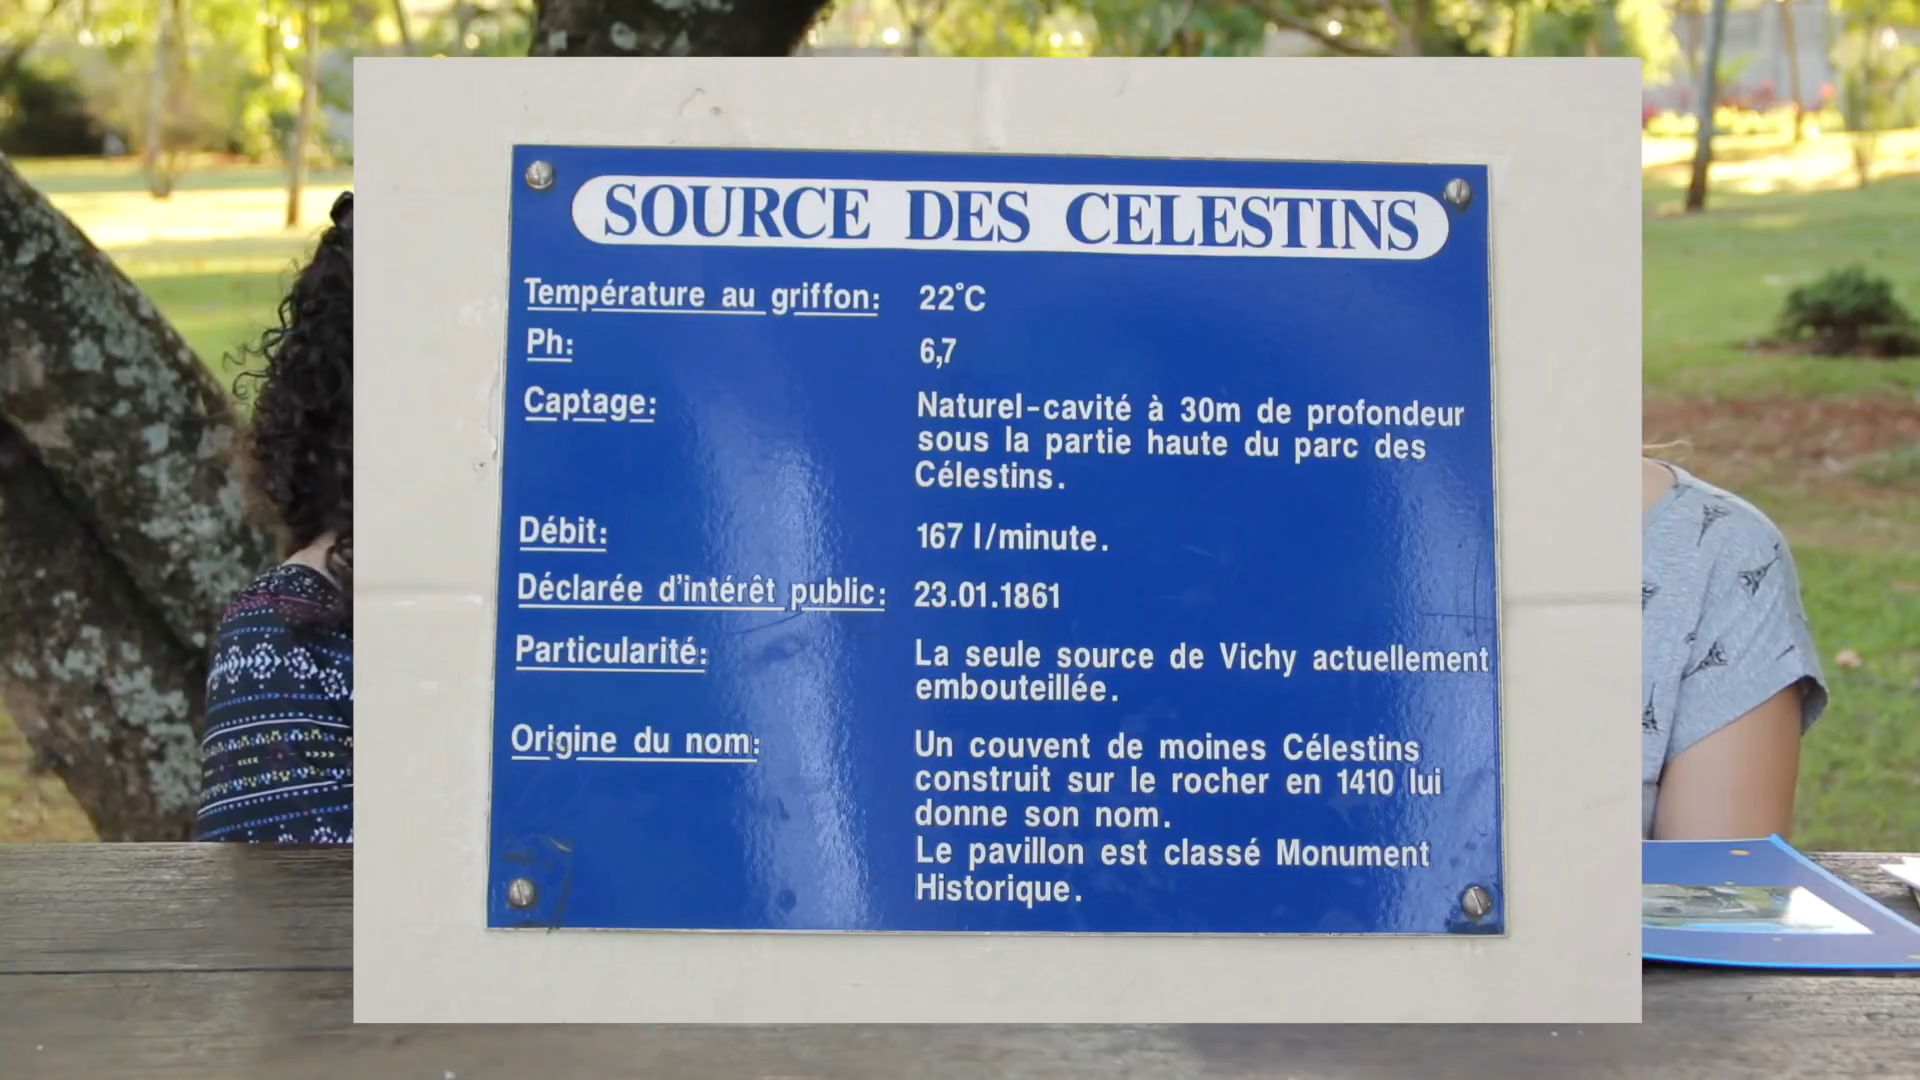 SOURCE DES CELESTINS
Température au griffon: 22°C
Ph: 6,7
Captage: Naturel-cavité à 30m de profondeur
sous la partie haute du parc des
Célestins.
Débit: 167 l/minute.
Déclarée d'intérêt public: 23.01.1861
Particularité: La seule source de Vichy actuellement
embouteillée.
Origine du nom: Un couvent de moines Célestins
construit sur le rocher en 1410 lui
donne son nom.
Le pavillon est classé Monument
Historique.